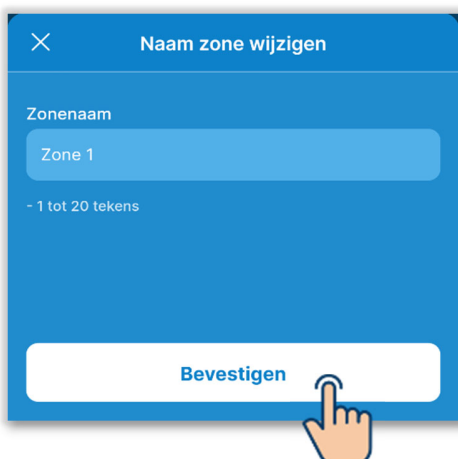 Naam zone wijzigen
Zonenaam
Zone 1
- 1 tot 20 tekens
Bevestigen